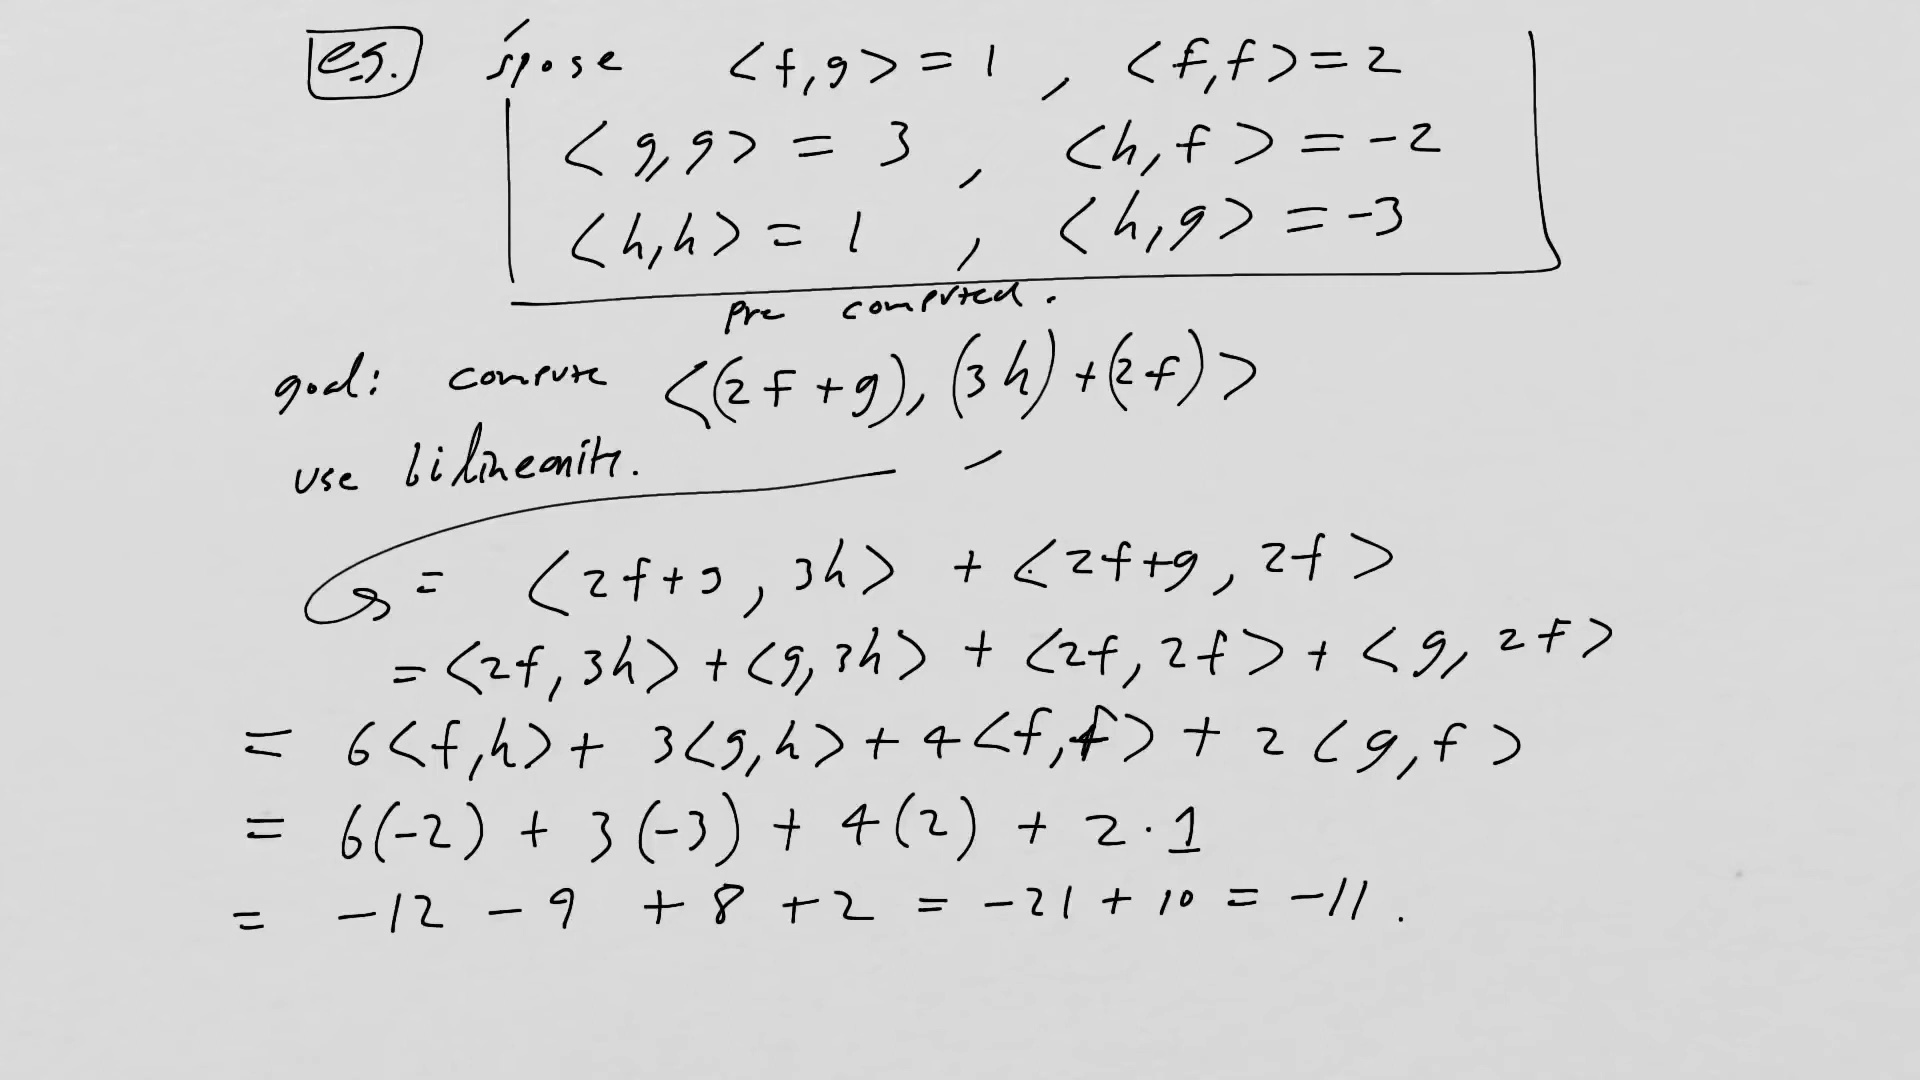 e.g. s'pose <f,g> = 1 , <f,f> = 2
<g,g> = 3 , <h,f> = -2
<h,h> = 1 , <h,g> = -3
pre computed.
goal: compute <(2f+g), (3h)+(2f)>
use bilinearity.
= <2f+g, 3h> + <2f+g, 2f>
= <2f, 3h> + <g, 3h> + <2f, 2f> + <g, 2f>
= 6<f,h> + 3<g,h> + 4<f,f> + 2<g,f>
= 6(-2) + 3(-3) + 4(2) + 2·1
= -12 - 9 + 8 + 2 = -21 + 10 = -11.